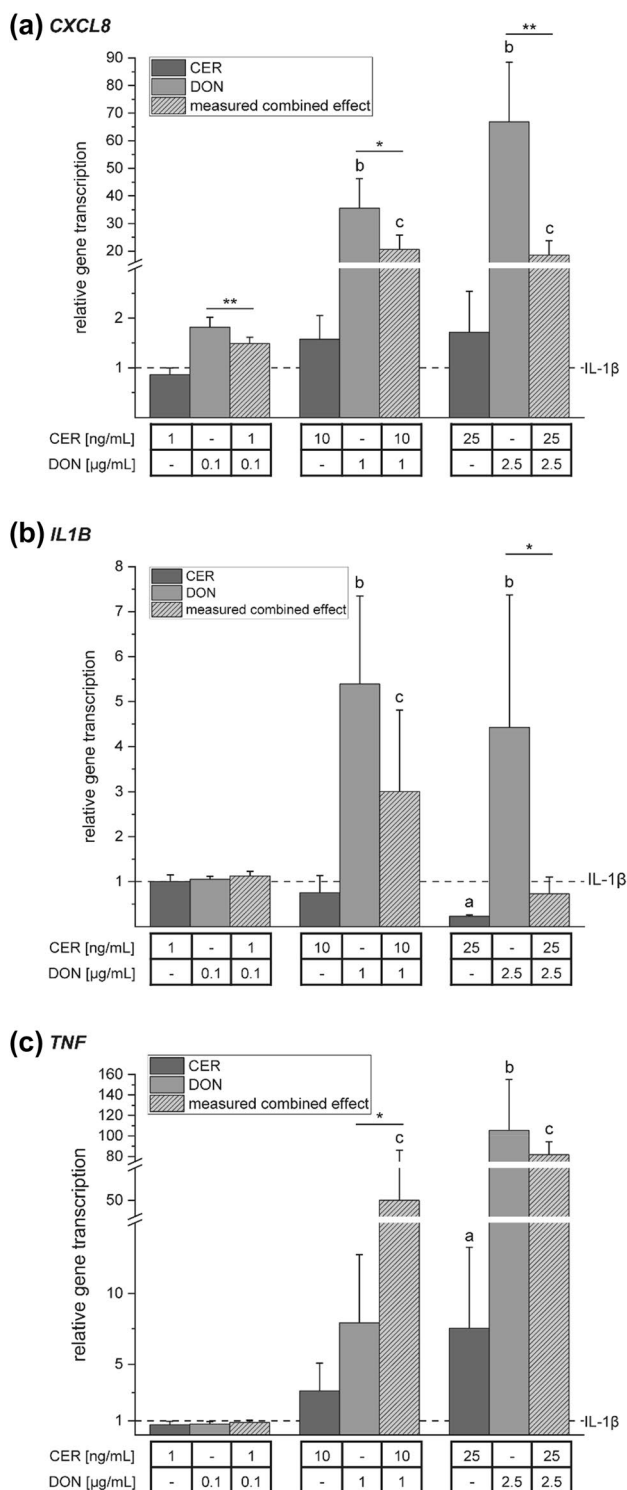 (a) CXCL8
90
80
70
60
50
40
30
20
2
1
relative gene transcription
CER
DON
measured combined effect
**
*
b
c
**
b
c
IL-1β
CER [ng/mL] 1 - 1 10 - 10 25 - 25
DON [µg/mL] - 0.1 0.1 - 1 1 - 2.5 2.5
(b) IL1B
8
7
6
5
4
3
2
1
relative gene transcription
CER
DON
measured combined effect
b
c
*
a
b
IL-1β
CER [ng/mL] 1 - 1 10 - 10 25 - 25
DON [µg/mL] - 0.1 0.1 - 1 1 - 2.5 2.5
(c) TNF
160
140
120
100
80
50
10
5
1
relative gene transcription
CER
DON
measured combined effect
*
c
a
b
c
IL-1β
CER [ng/mL] 1 - 1 10 - 10 25 - 25
DON [µg/mL] - 0.1 0.1 - 1 1 - 2.5 2.5